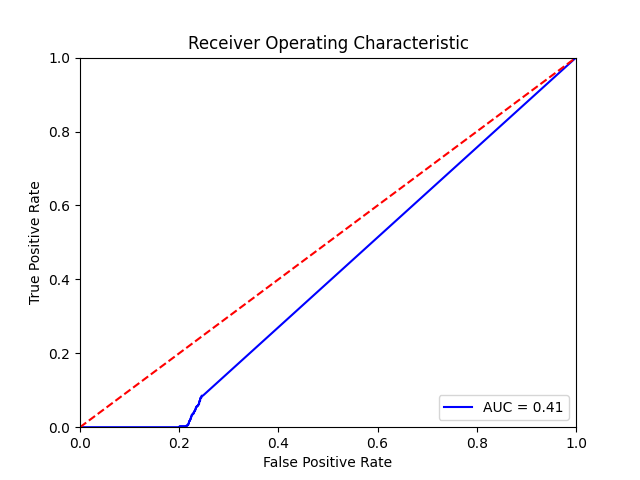 Receiver Operating Characteristic
True Positive Rate
1.0
0.8
0.6
0.4
0.2
0.0
AUC = 0.41
0.0 0.2 0.4 0.6 0.8 1.0
False Positive Rate